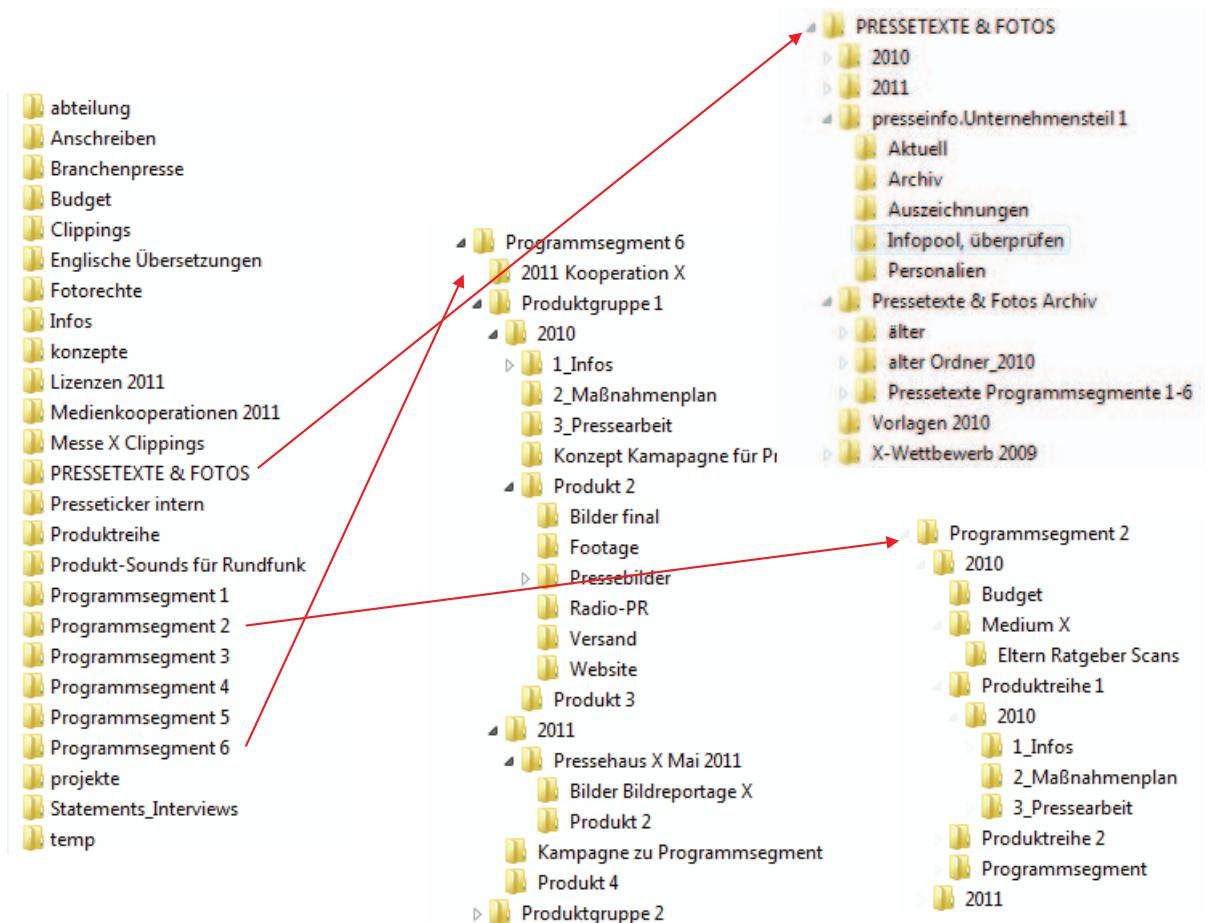 abteilung
Anschreiben
Branchenpresse
Budget
Clippings
Englische Übersetzungen
Fotorechte
Infos
konzepte
Lizenzen 2011
Medienkooperationen 2011
Messe X Clippings
PRESSETEXTE & FOTOS
Presseticker intern
Produktreihe
Produkt-Sounds für Rundfunk
Programmsegment 1
Programmsegment 2
Programmsegment 3
Programmsegment 4
Programmsegment 5
Programmsegment 6
projekte
Statements_Interviews
temp
Programmsegment 6
2011 Kooperation X
Produktgruppe 1
2010
1_Infos
2_Maßnahmenplan
3_Pressearbeit
Konzept Kamapagne für Pr
Produkt 2
Bilder final
Footage
Pressebilder
Radio-PR
Versand
Website
Produkt 3
2011
Pressehaus X Mai 2011
Bilder Bildreportage X
Produkt 2
Kampagne zu Programmsegment
Produkt 4
Produktgruppe 2
PRESSETEXTE & FOTOS
2010
2011
presseinfo.Unternehmensteil 1
Aktuell
Archiv
Auszeichnungen
Infopool, überprüfen
Personalien
Pressetexte & Fotos Archiv
älter
alter Ordner_2010
Pressetexte Programmsegmente 1-6
Vorlagen 2010
X-Wettbewerb 2009
Programmsegment 2
2010
Budget
Medium X
Eltern Ratgeber Scans
Produktreihe 1
2010
1_Infos
2_Maßnahmenplan
3_Pressearbeit
Produktreihe 2
Programmsegment
2011